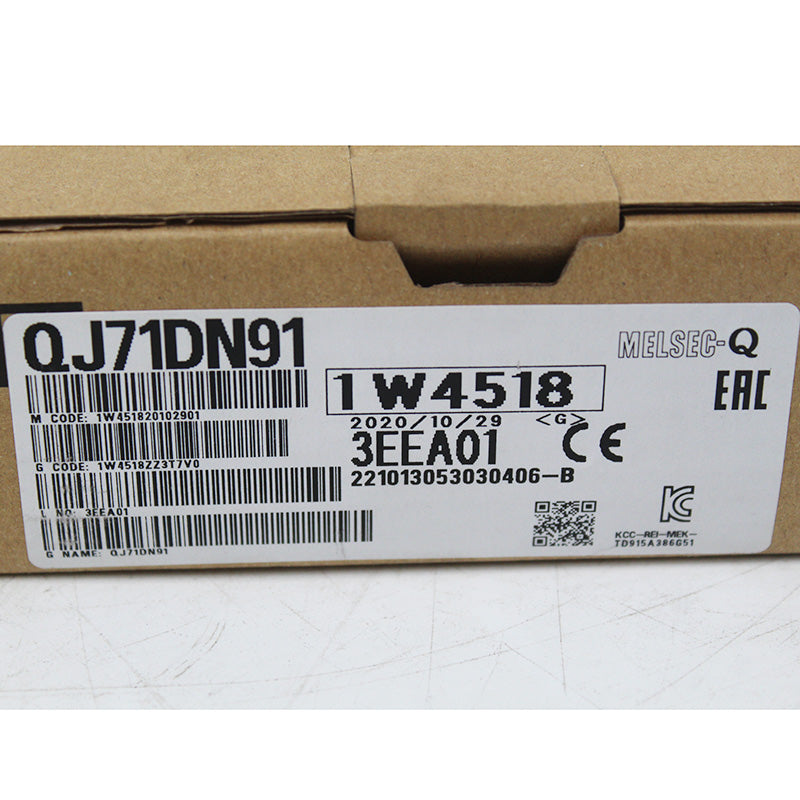 QJ71DN91
MELSEC-Q
1W4518
EAC
M CODE: 1W451820102901
2020/10/29 <G>
3EEA01 CE
G CODE: 1W4518ZZ3T7V0
221013053030406-B
L NO: 3EEA01
KCC-REI-MEK-
TD915A386G51
G NAME: QJ71DN91